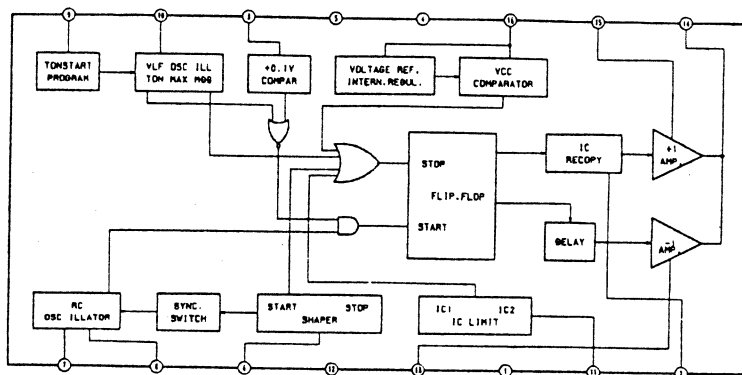 9 10 5 4 16 15 14
TONSTART
PROGRAM
VLF OSC ILL
TON MAX
+0.1V
COMPAR
VOLTAGE REF.
INTERN.REGUL.
VCC
COMPARATOR
STOP
FLIP.FLOP
START
IC
RECOPY
+1
AMP.
DELAY
-1
AMP.
RC
OSC ILLATOR
SYNC.
SWITCH
START STOP
SHAPER
IC1 IC2
IC LIMIT
7 8 6 12 13 1 11